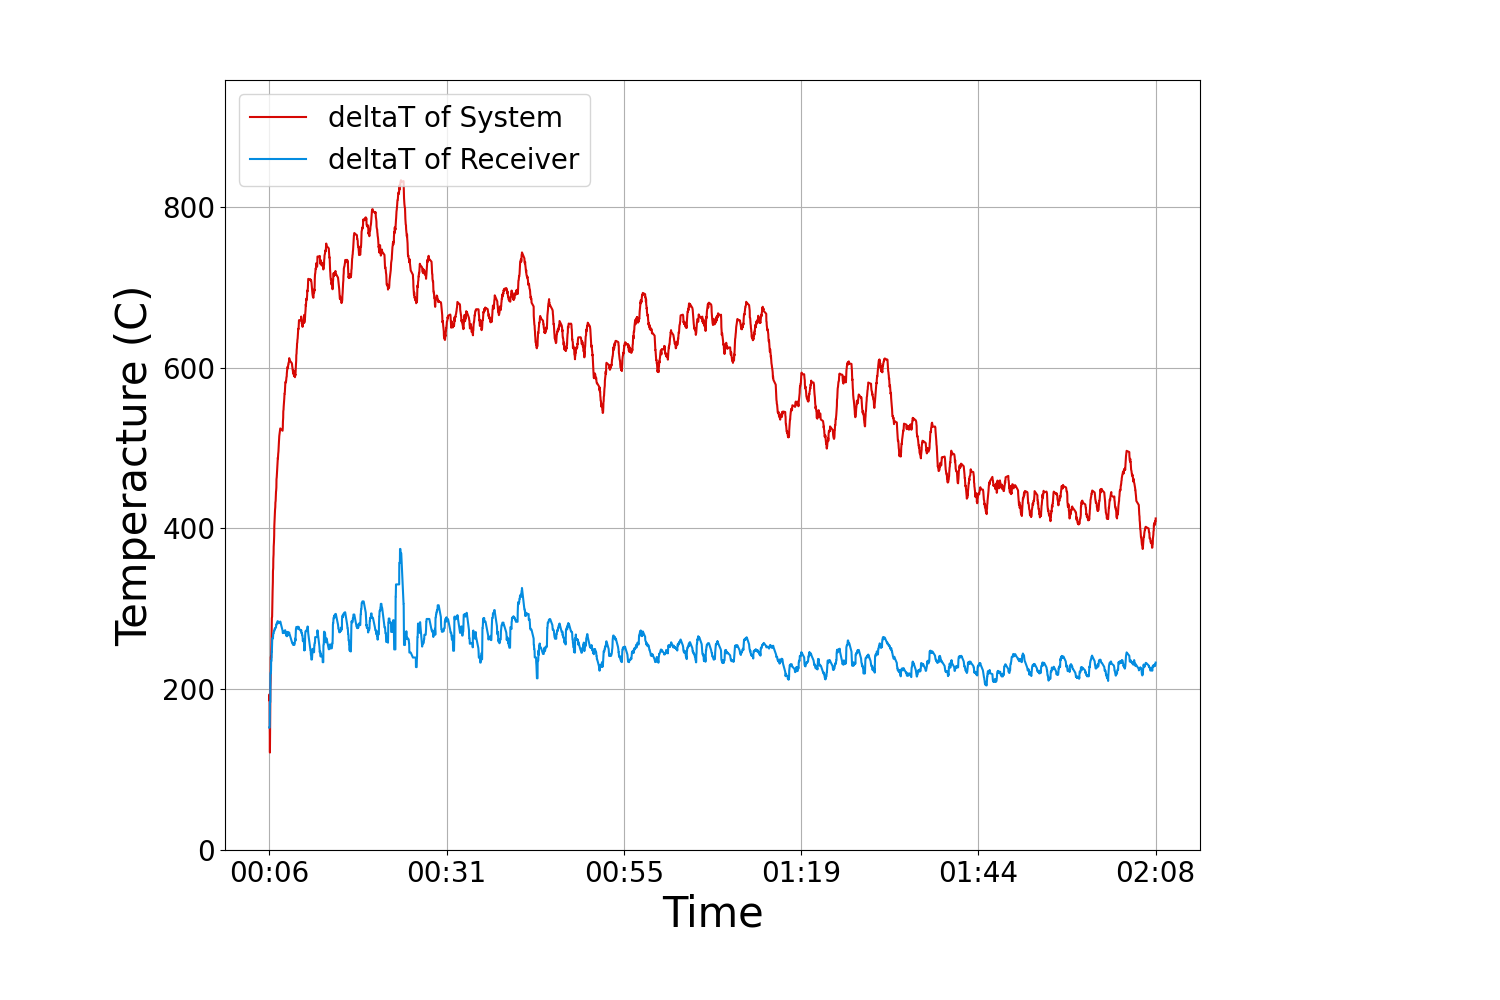 deltaT of System
deltaT of Receiver
Temperacture (C)
800
600
400
200
0
00:06 00:31 00:55 01:19 01:44 02:08
Time